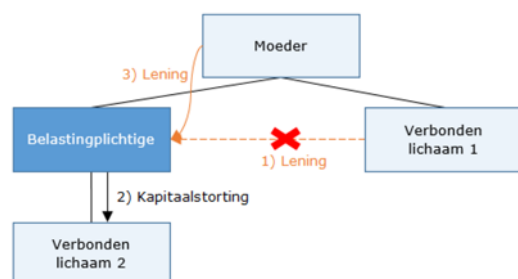 Moeder
3) Lening
Belastingplichtige
Verbonden
lichaam 1
1) Lening
2) Kapitaalstorting
Verbonden
lichaam 2